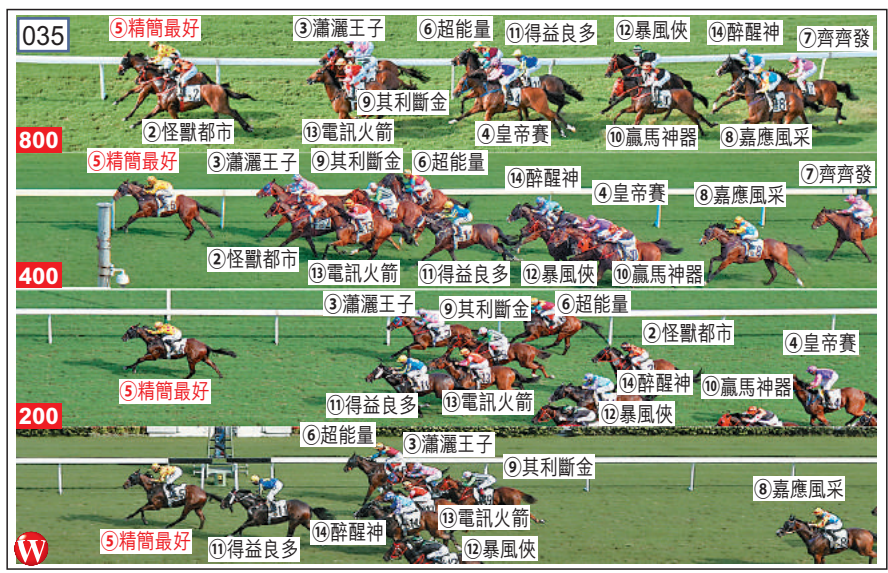 035
⑤精簡最好 ③瀟灑王子 ⑥超能量 ⑪得益良多 ⑫暴風俠 ⑭醉醒神 ⑦齊齊發
⑨其利斷金
800 ②怪獸都市 ⑬電訊火箭 ④皇帝賽 ⑩贏馬神器 ⑧嘉應風采
⑤精簡最好 ③瀟灑王子 ⑨其利斷金 ⑥超能量 ⑭醉醒神 ④皇帝賽 ⑧嘉應風采 ⑦齊齊發
400 ②怪獸都市 ⑬電訊火箭 ⑪得益良多 ⑫暴風俠 ⑩贏馬神器
③瀟灑王子 ⑨其利斷金 ⑥超能量 ②怪獸都市 ④皇帝賽
⑤精簡最好 ⑪得益良多 ⑬電訊火箭 ⑭醉醒神 ⑩贏馬神器
200 ⑫暴風俠
⑥超能量 ③瀟灑王子 ⑨其利斷金 ⑧嘉應風采
⑤精簡最好 ⑪得益良多 ⑭醉醒神 ⑬電訊火箭 ⑫暴風俠
W